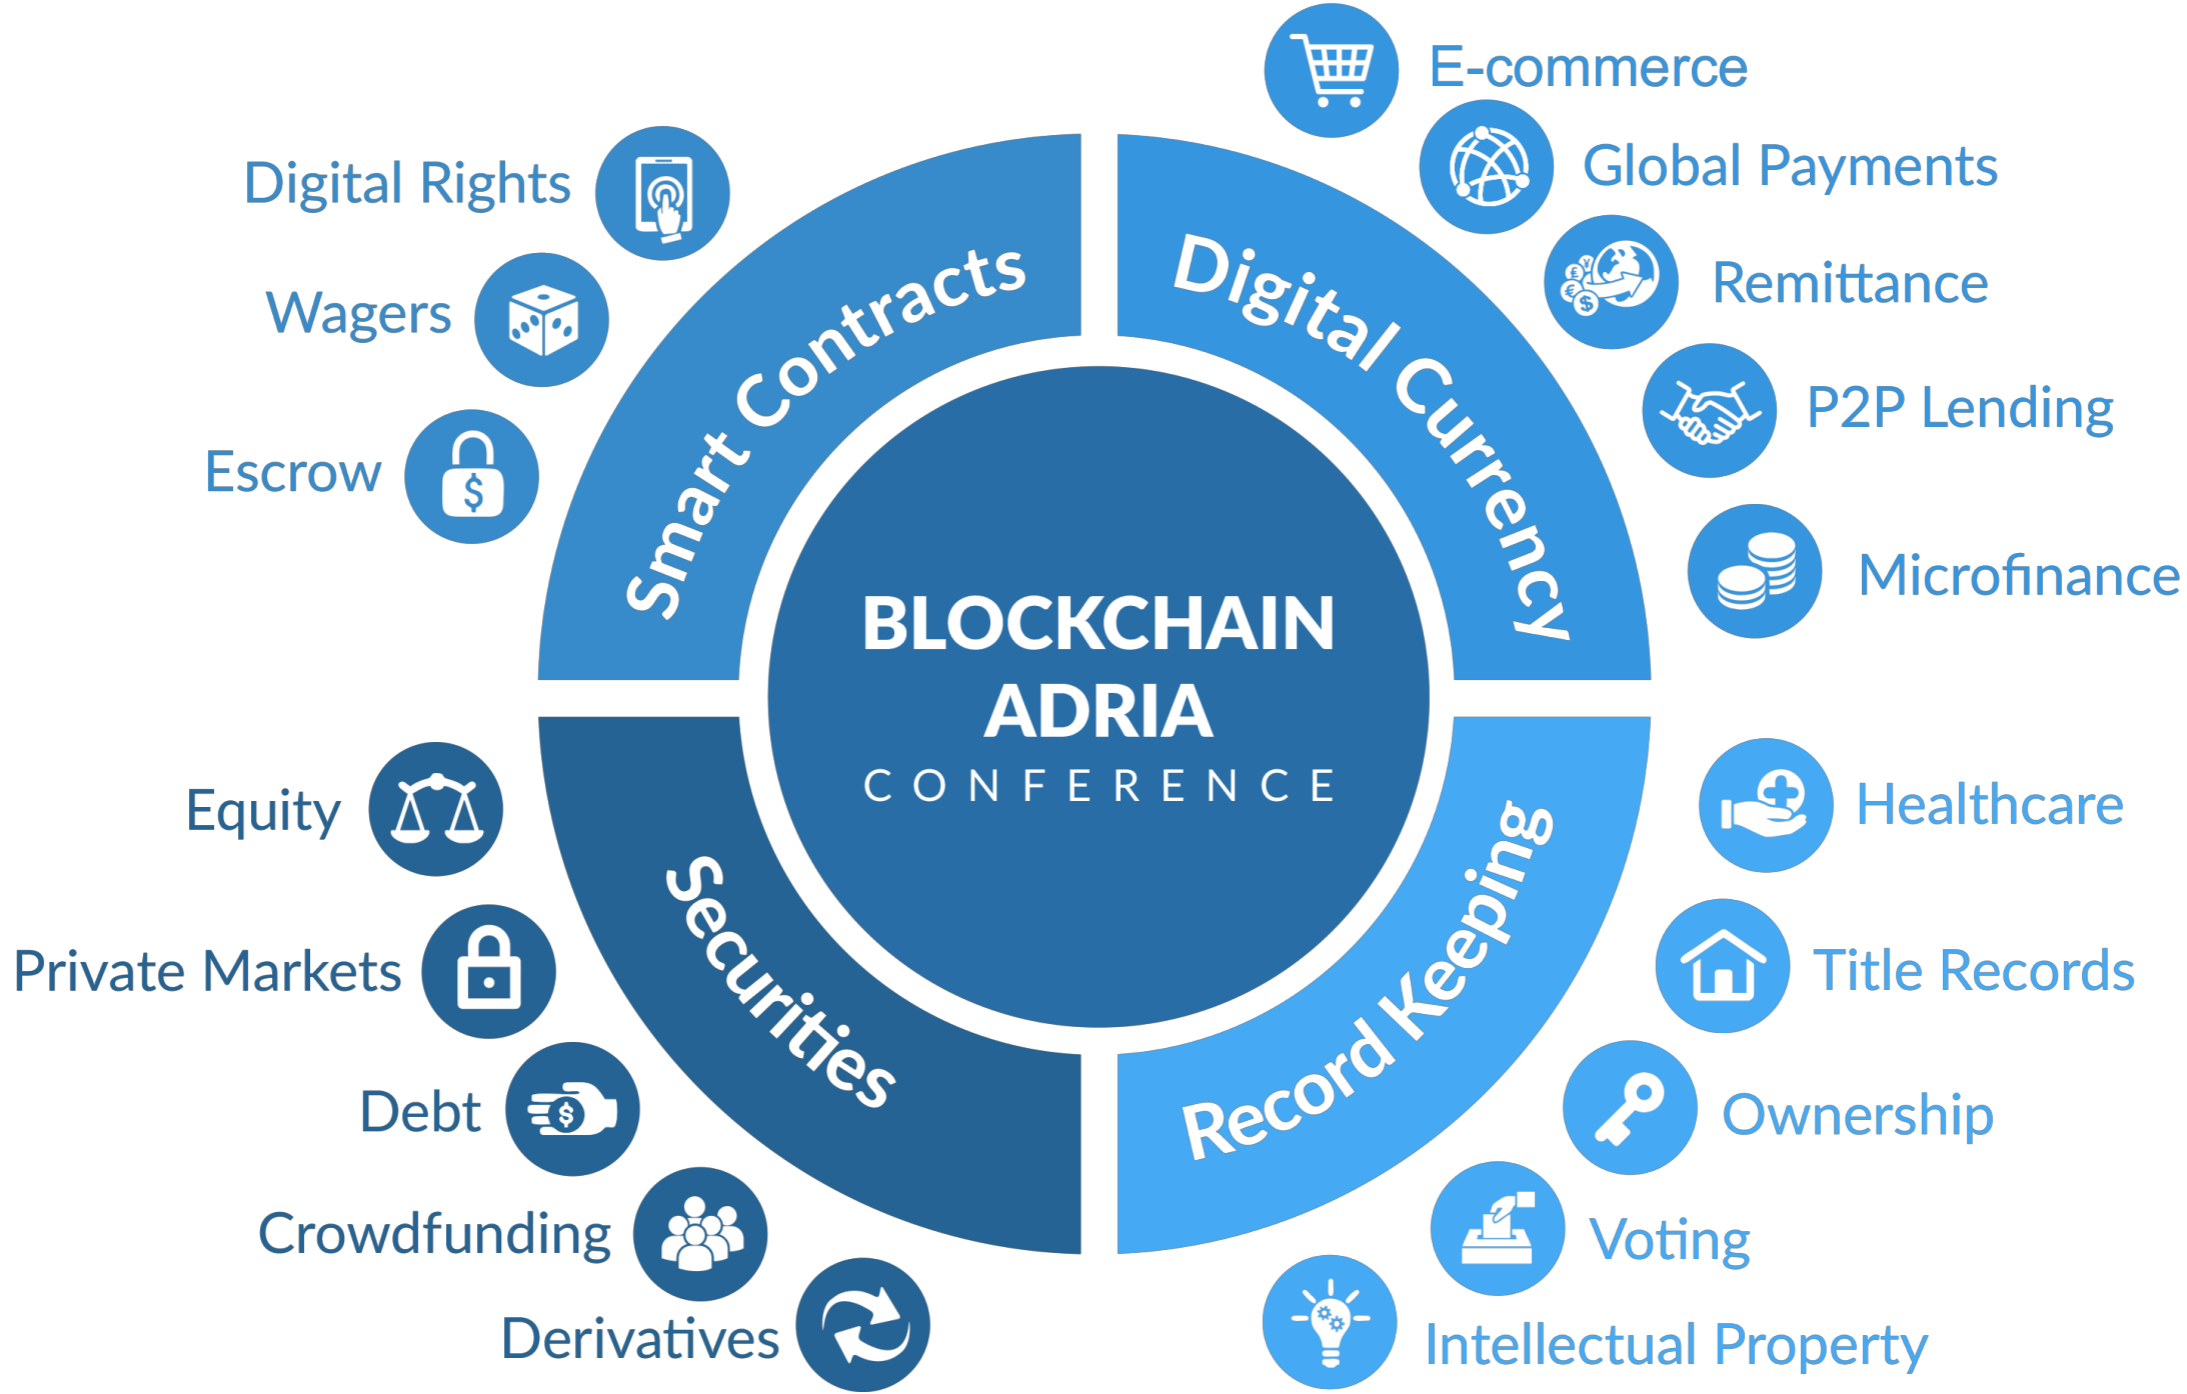 BLOCKCHAIN
ADRIA
CONFERENCE
Smart Contracts
Digital Rights
Wagers
Escrow
Digital Currency
E-commerce
Global Payments
Remittance
P2P Lending
Microfinance
Securities
Equity
Private Markets
Debt
Crowdfunding
Derivatives
Record Keeping
Healthcare
Title Records
Ownership
Voting
Intellectual Property